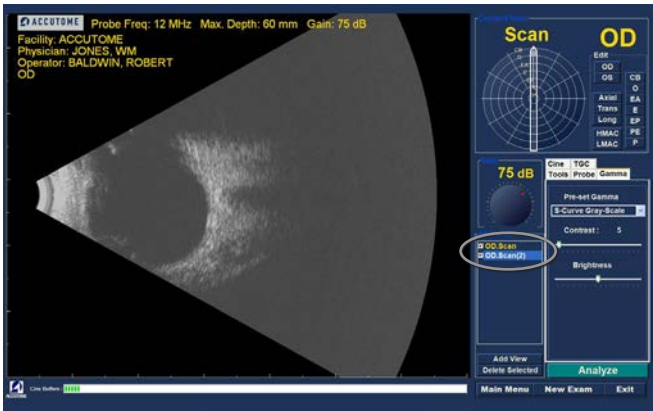 ACCUTOME Probe Freq: 12 MHz Max. Depth: 60 mm Gain: 75 dB
Facility: ACCUTOME
Physician: JONES, WM
Operator: BALDWIN, ROBERT
OD
Scan
OD
Edit
OD
OS
CB
O
Axial
EA
Trans
E
Long
EP
HMAC
PE
LMAC
P
75 dB
Cine
TGC
Tools
Probe
Gamma
Pre-set Gamma
S-Curve Gray-Scale
Contrast: 5
Brightness
OD.Scan
OD.Scan(2)
Add View
Delete Selected
Analyze
ACCUTOME
Cine Buffers:
Main Menu
New Exam
Exit